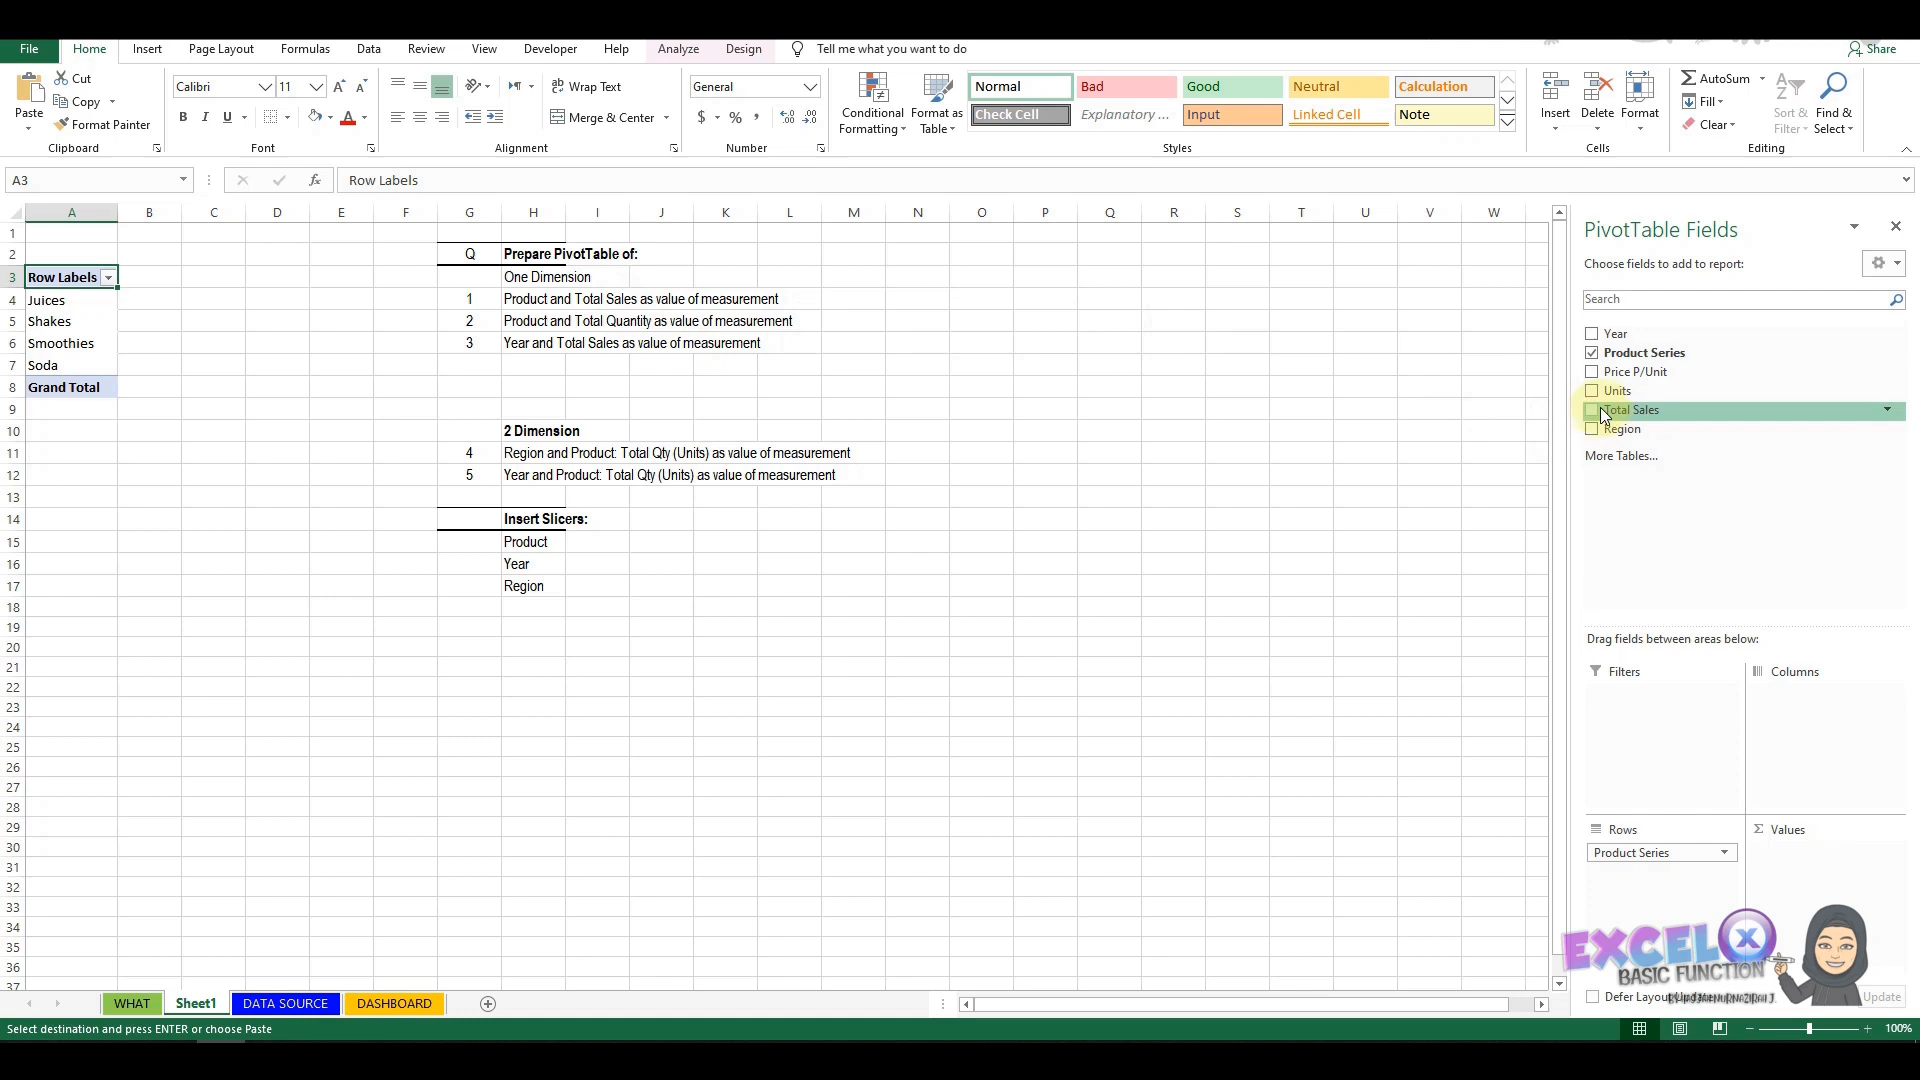 File Home Insert Page Layout Formulas Data Review View Developer Help Analyze Design Tell me what you want to do Share
Paste Cut Copy Format Painter Clipboard
Calibri 11 A A B I U A Font
Wrap Text Merge & Center Alignment
General $ % , Number
Conditional Formatting Format as Table
Normal Bad Good Neutral Calculation
Check Cell Explanatory ... Input Linked Cell Note
Styles
Insert Delete Format Cells
AutoSum Fill Clear Sort & Filter Find & Select Editing
A3 fx Row Labels
A B C D E F G H I J K L M N O P Q R S T U V W
1
2 Q Prepare PivotTable of:
3 Row Labels One Dimension
4 Juices 1 Product and Total Sales as value of measurement
5 Shakes 2 Product and Total Quantity as value of measurement
6 Smoothies 3 Year and Total Sales as value of measurement
7 Soda
8 Grand Total
9
10 2 Dimension
11 4 Region and Product: Total Qty (Units) as value of measurement
12 5 Year and Product: Total Qty (Units) as value of measurement
13
14 Insert Slicers:
15 Product
16 Year
17 Region
18
19
20
21
22
23
24
25
26
27
28
29
30
31
32
33
34
35
36
37
PivotTable Fields
Choose fields to add to report:
Search
Year
Product Series
Price P/Unit
Units
Total Sales
Region
More Tables...
Drag fields between areas below:
Filters Columns
Rows Values
Product Series
EXCEL X
BASIC FUNCTION
Defer Layout Update Update
WHAT Sheet1 DATA SOURCE DASHBOARD
Select destination and press ENTER or choose Paste 100%